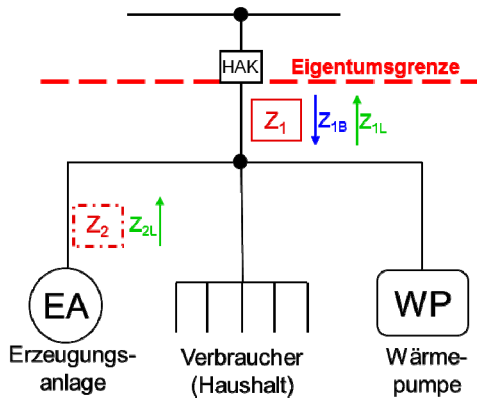 HAK
Eigentumsgrenze
Z1
Z1B
Z1L
Z2
Z2L
EA
WP
Erzeugungs-
anlage
Verbraucher
(Haushalt)
Wärme-
pumpe